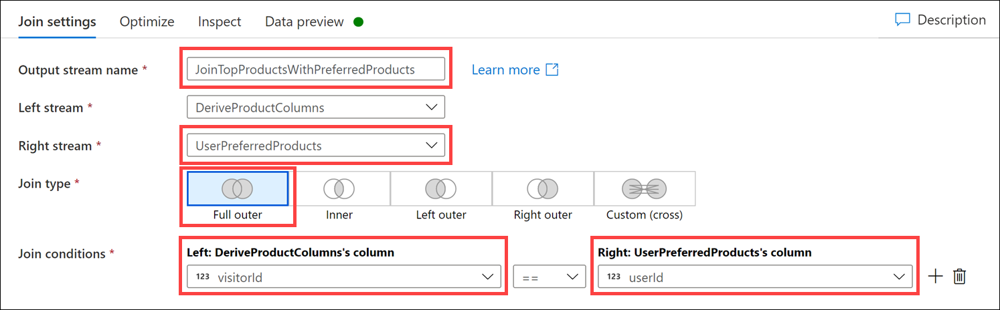 Join settings Optimize Inspect Data preview Description
Output stream name * JoinTopProductsWithPreferredProducts Learn more
Left stream * DeriveProductColumns
Right stream * UserPreferredProducts
Join type *
Full outer Inner Left outer Right outer Custom (cross)
Join conditions * Left: DeriveProductColumns's column Right: UserPreferredProducts's column
123 visitorId == 123 userId